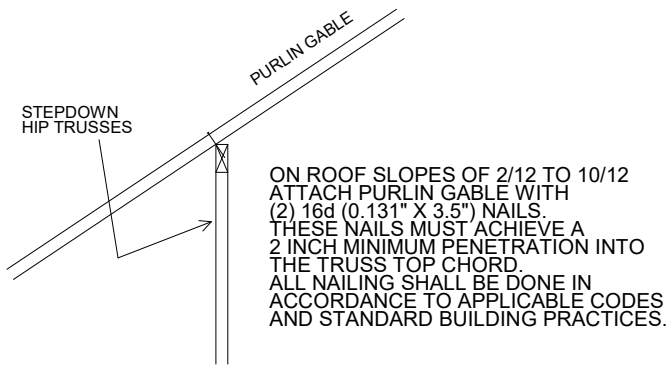 PURLIN GABLE
STEPDOWN
HIP TRUSSES
ON ROOF SLOPES OF 2/12 TO 10/12
ATTACH PURLIN GABLE WITH
(2) 16d (0.131" X 3.5") NAILS.
THESE NAILS MUST ACHIEVE A
2 INCH MINIMUM PENETRATION INTO
THE TRUSS TOP CHORD.
ALL NAILING SHALL BE DONE IN
ACCORDANCE TO APPLICABLE CODES
AND STANDARD BUILDING PRACTICES.